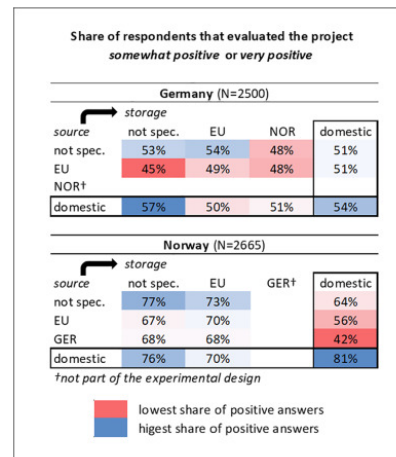 Share of respondents that evaluated the project
somewhat positive or very positive
Germany (N=2500)
storage
source not spec. EU NOR domestic
not spec. 53% 54% 48% 51%
EU 45% 49% 48% 51%
NOR†
domestic 57% 50% 51% 54%
Norway (N=2665)
storage
source not spec. EU GER† domestic
not spec. 77% 73% 64%
EU 67% 70% 56%
GER 68% 68% 42%
domestic 76% 70% 81%
†not part of the experimental design
lowest share of positive answers
higest share of positive answers